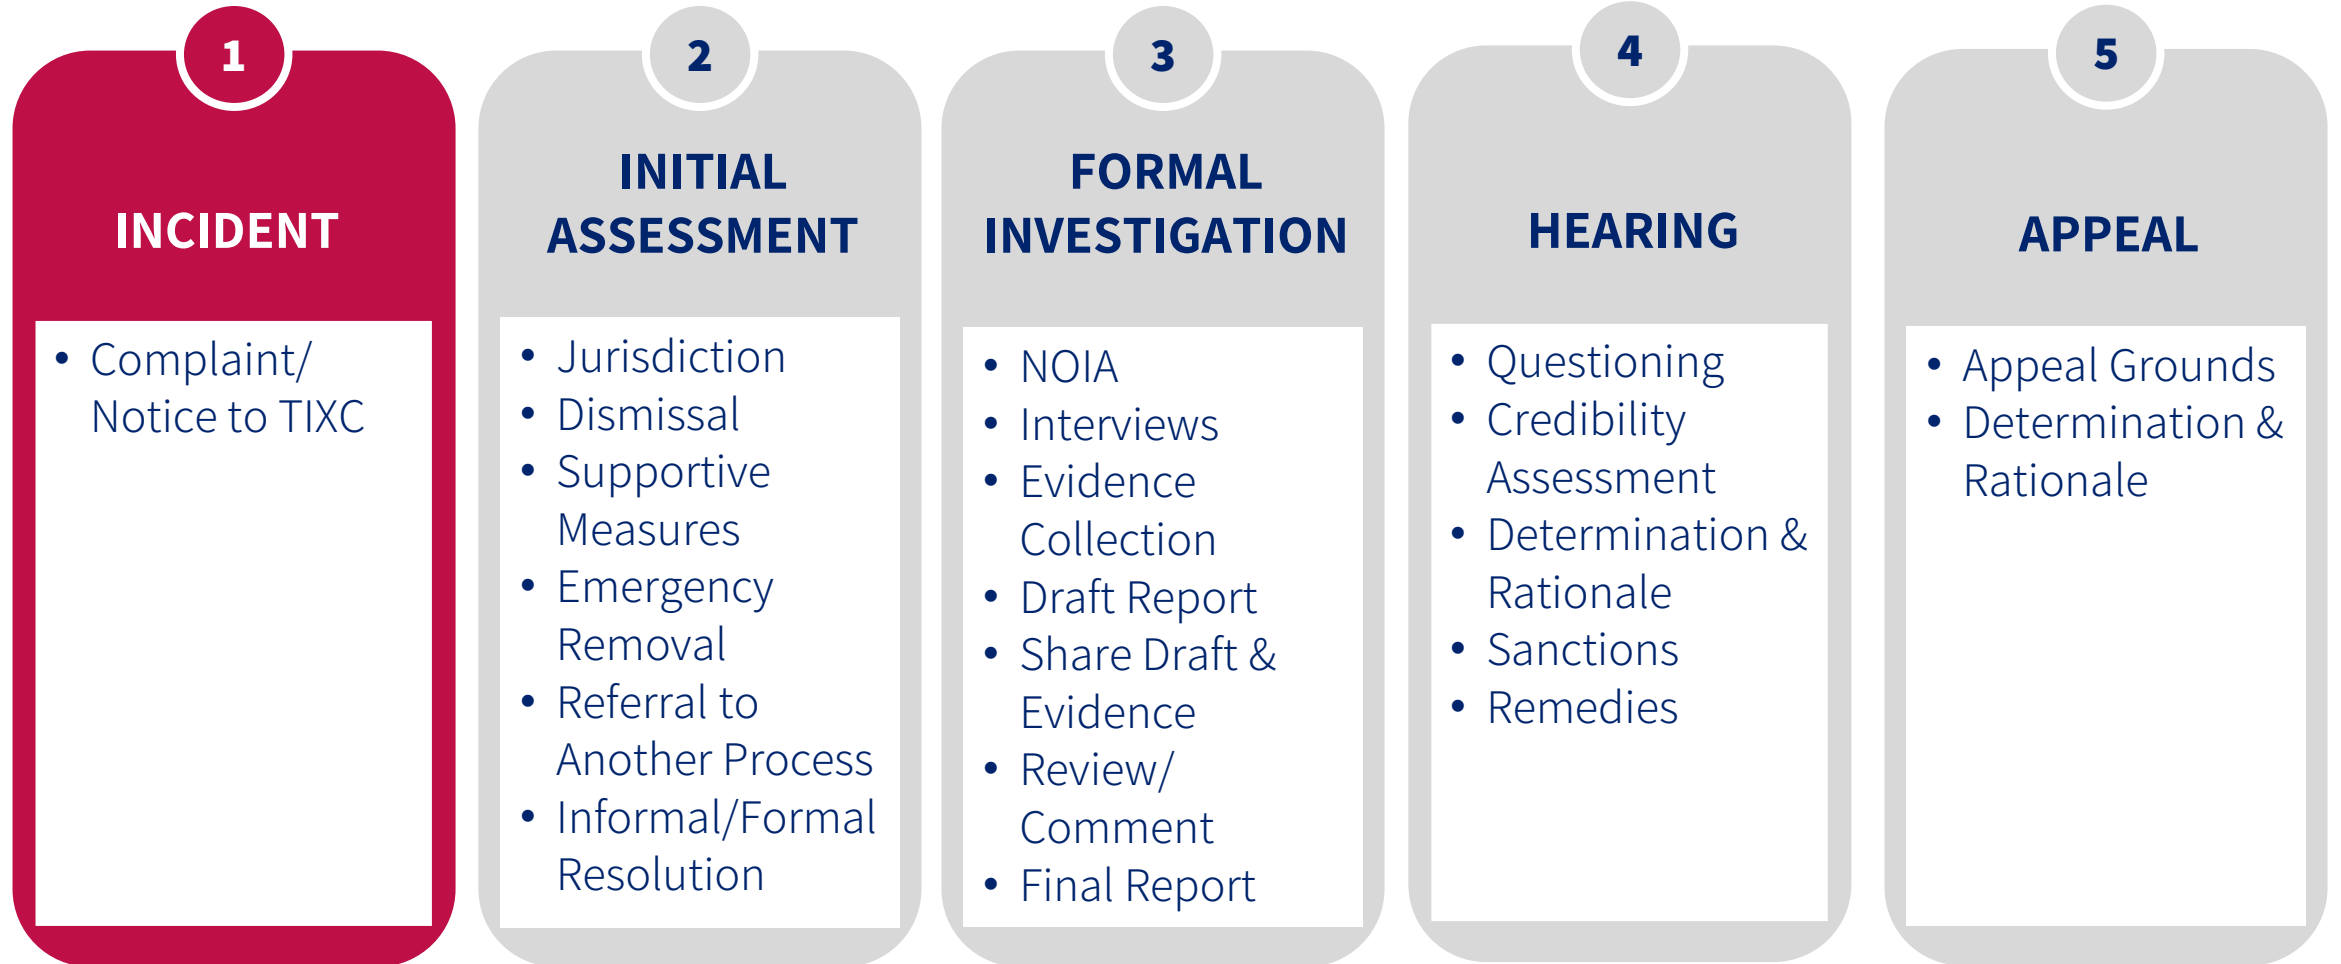 1
INCIDENT
• Complaint/
Notice to TIXC
2
INITIAL
ASSESSMENT
• Jurisdiction
• Dismissal
• Supportive
Measures
• Emergency
Removal
• Referral to
Another Process
• Informal/Formal
Resolution
3
FORMAL
INVESTIGATION
• NOIA
• Interviews
• Evidence
Collection
• Draft Report
• Share Draft &
Evidence
• Review/
Comment
• Final Report
4
HEARING
• Questioning
• Credibility
Assessment
• Determination &
Rationale
• Sanctions
• Remedies
5
APPEAL
• Appeal Grounds
• Determination &
Rationale